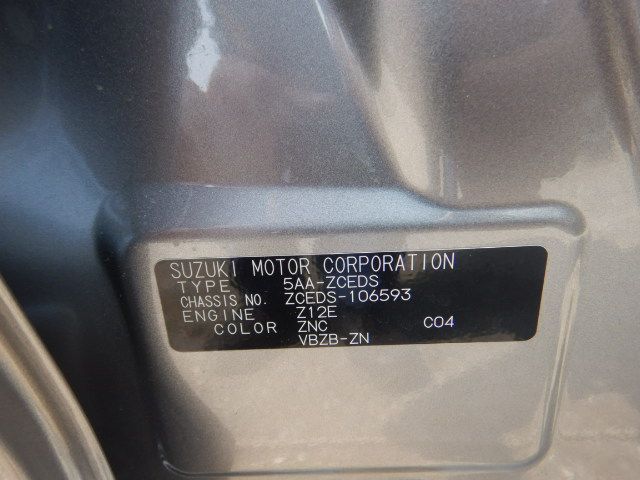 SUZUKI MOTOR CORPORATION
TYPE 5AA-ZCEDS
CHASSIS NO. ZCEDS-106593
ENGINE Z12E
COLOR ZNC C04
VBZB-ZN